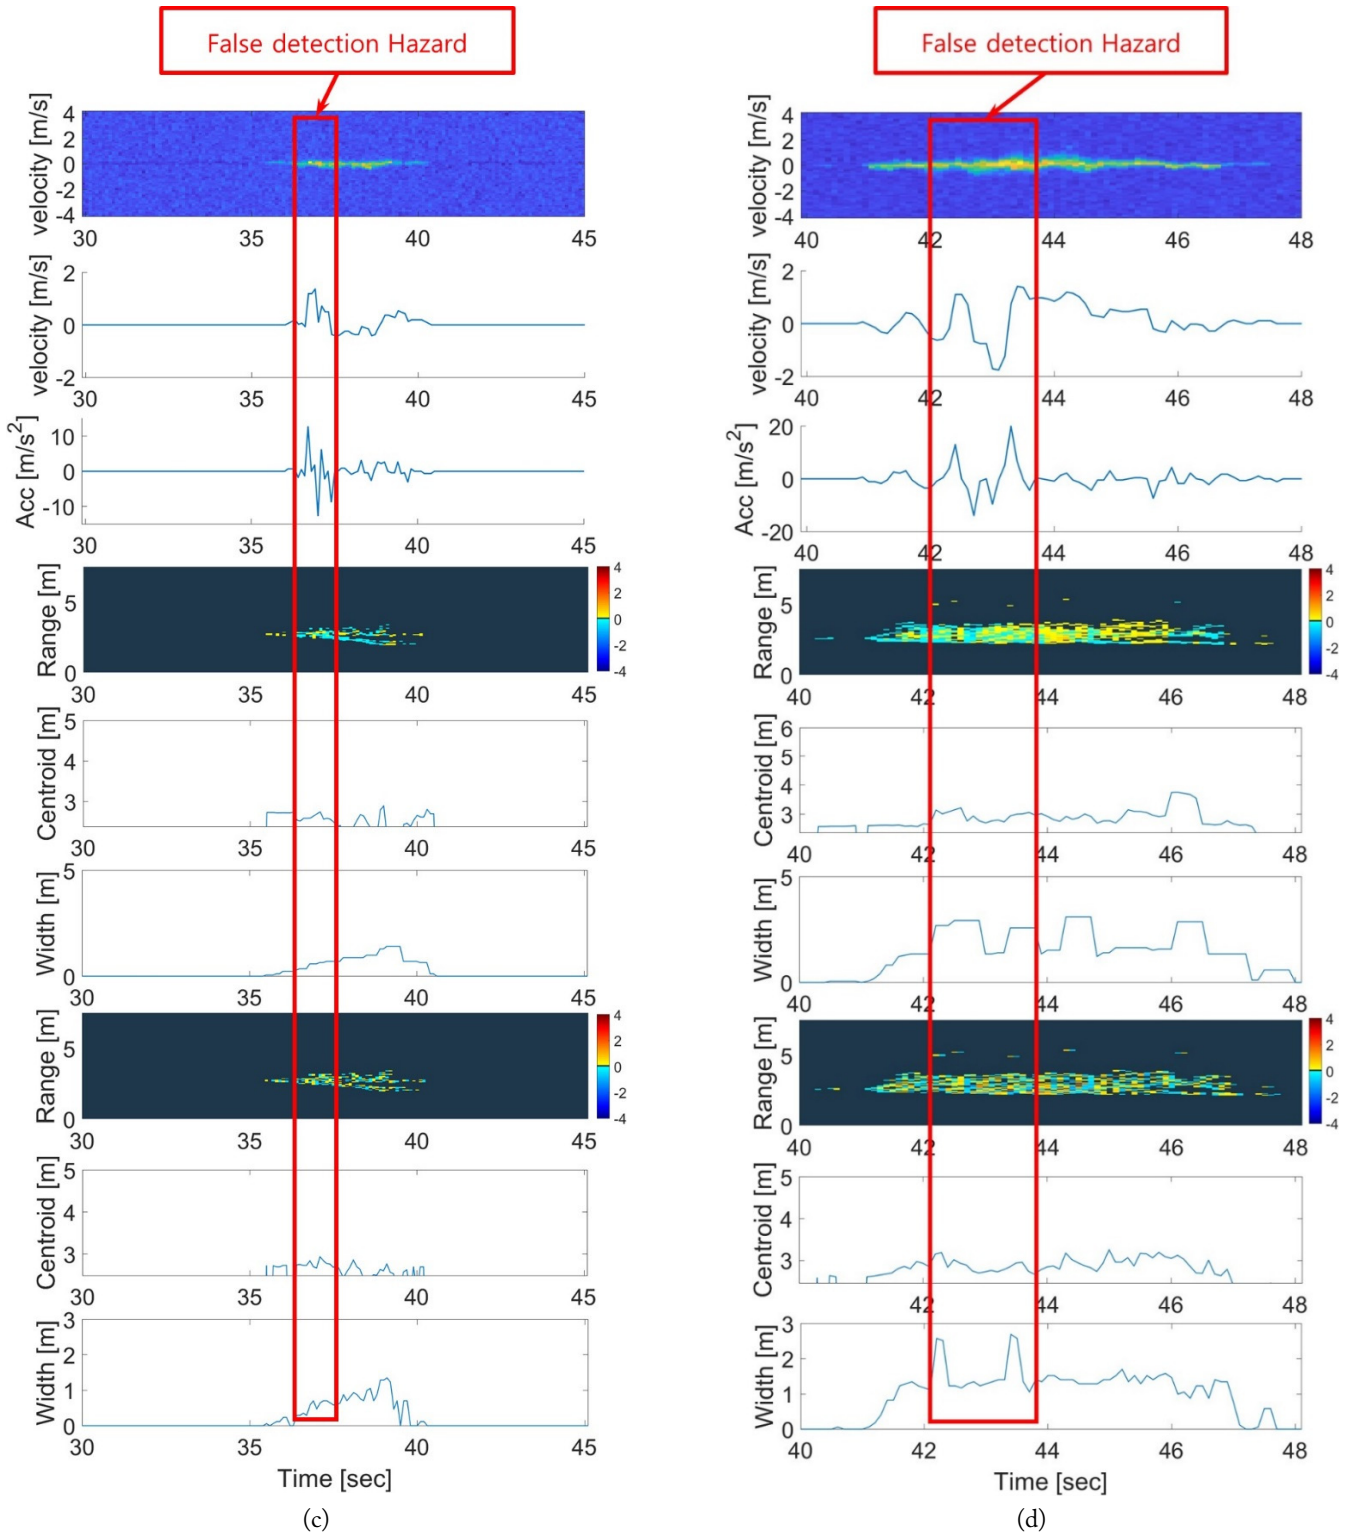 False detection Hazard
velocity [m/s]
4
2
0
-2
-4
30 35 40 45
velocity [m/s]
2
0
-2
30 35 40 45
Acc [m/s2]
10
0
-10
30 35 40 45
Range [m]
5
0
4
2
0
-2
-4
30 35 40 45
Centroid [m]
5
4
3
30 35 40 45
Width [m]
5
0
30 35 40 45
Range [m]
5
0
4
2
0
-2
-4
30 35 40 45
Centroid [m]
5
4
3
30 35 40 45
Width [m]
3
2
1
0
30 35 40 45
Time [sec]
(c)
False detection Hazard
velocity [m/s]
4
2
0
-2
-4
40 42 44 46 48
velocity [m/s]
2
0
-2
40 42 44 46 48
Acc [m/s2]
20
0
-20
40 42 44 46 48
Range [m]
5
0
4
2
0
-2
-4
40 42 44 46 48
Centroid [m]
6
5
4
3
40 42 44 46 48
Width [m]
5
0
40 42 44 46 48
Range [m]
5
0
4
2
0
-2
-4
40 42 44 46 48
Centroid [m]
5
4
3
40 42 44 46 48
Width [m]
3
2
1
0
40 42 44 46 48
Time [sec]
(d)